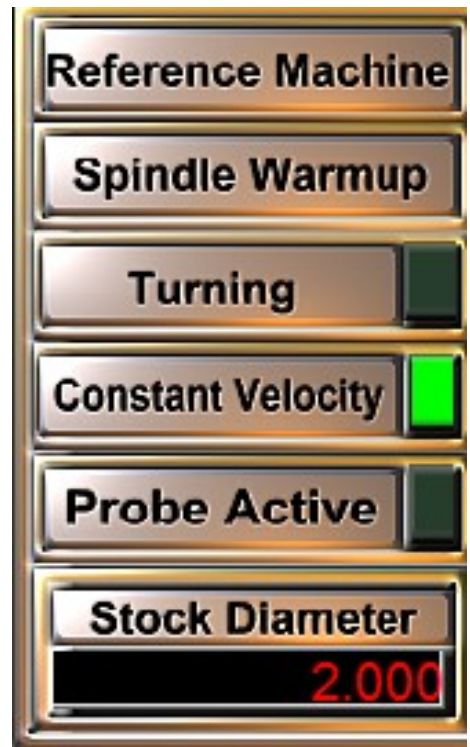 Reference Machine
Spindle Warmup
Turning
Constant Velocity
Probe Active
Stock Diameter
2.000